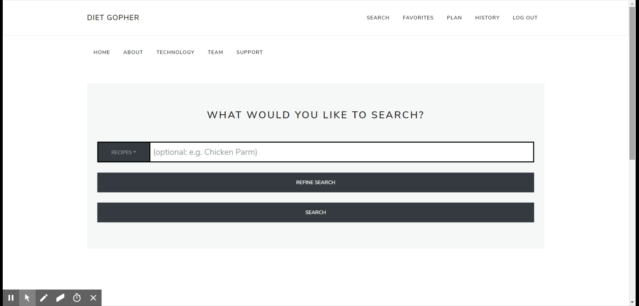 DIET GOPHER
SEARCH FAVORITES PLAN HISTORY LOG OUT
HOME ABOUT TECHNOLOGY TEAM SUPPORT
WHAT WOULD YOU LIKE TO SEARCH?
RECIPES (optional: e.g. Chicken Parm)
REFINE SEARCH
SEARCH